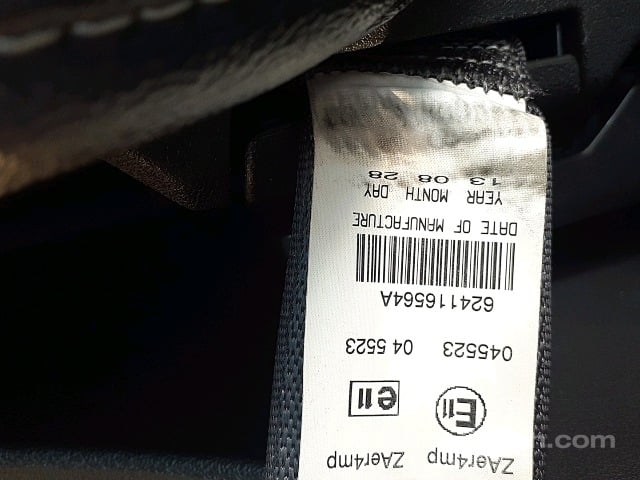 ZAer4mp ZAer4mp
E11 e11
045523 04 5523
624116564A
DATE OF MANUFACTURE
YEAR MONTH DAY
13 08 28